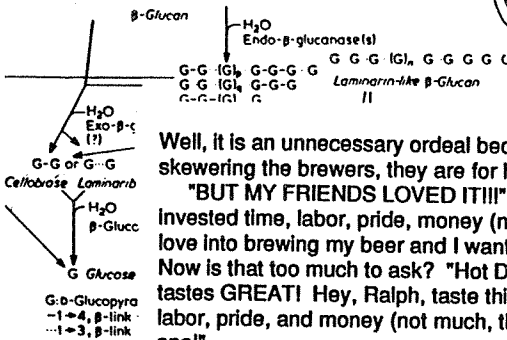 β-Glucan
H₂O
Endo-β-glucanase(s)
G·G·G·(G)ₙ G·G·G·G
Laminarin-like β-Glucan
G-G-(G)ₚ G-G-G·G
G·G·(G)q G-G-G
G-G-(G) G
H₂O
Exo-β-g
(?)
G-G or G···G
Cellobiose Laminarib
H₂O
β-Glucc
G Glucose
G:D-Glucopyra
-1→4, β-link
···1→3, β-link
Well, it is an unnecessary ordeal bec
skewering the brewers, they are for
"BUT MY FRIENDS LOVED IT!!!"
invested time, labor, pride, money (n
love into brewing my beer and I want
Now is that too much to ask? "Hot D
tastes GREAT! Hey, Ralph, taste thi
labor, pride, and money (not much, t